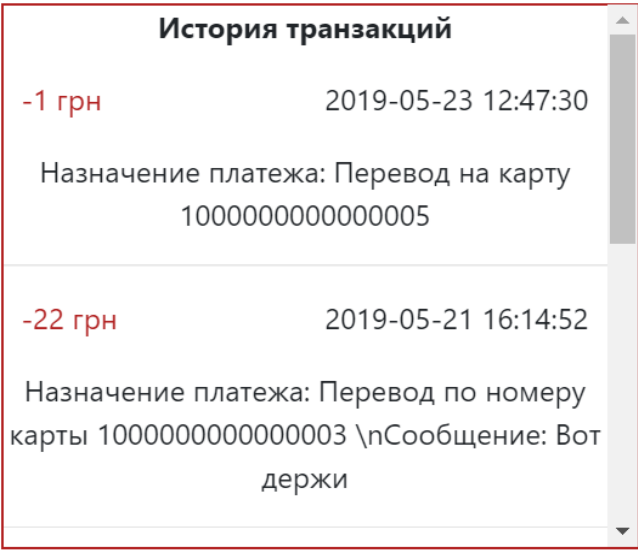 История транзакций
-1 грн 2019-05-23 12:47:30
Назначение платежа: Перевод на карту
1000000000000005
-22 грн 2019-05-21 16:14:52
Назначение платежа: Перевод по номеру
карты 1000000000000003 \nСообщение: Вот
держи